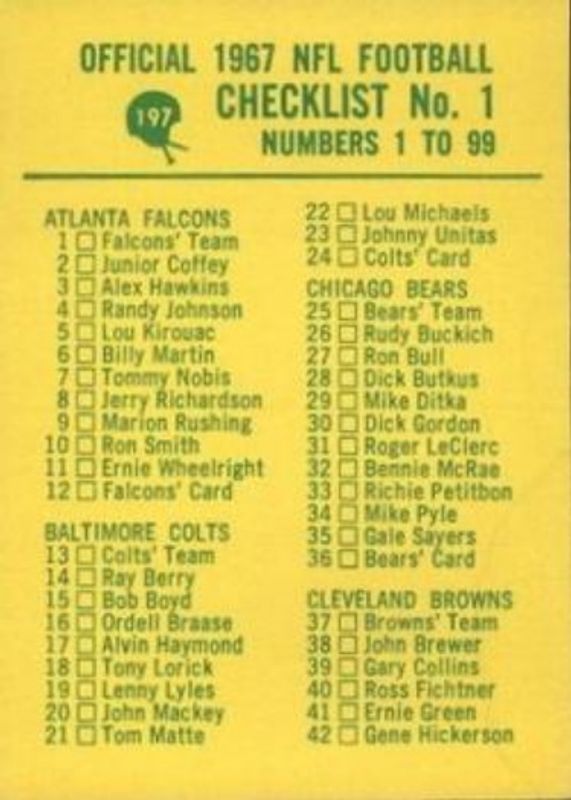 OFFICIAL 1967 NFL FOOTBALL
CHECKLIST No. 1
197
NUMBERS 1 TO 99
ATLANTA FALCONS
1 □ Falcons' Team
2 □ Junior Coffey
3 □ Alex Hawkins
4 □ Randy Johnson
5 □ Lou Kirouac
6 □ Billy Martin
7 □ Tommy Nobis
8 □ Jerry Richardson
9 □ Marion Rushing
10 □ Ron Smith
11 □ Ernie Wheelright
12 □ Falcons' Card
BALTIMORE COLTS
13 □ Colts' Team
14 □ Ray Berry
15 □ Bob Boyd
16 □ Ordell Braase
17 □ Alvin Haymond
18 □ Tony Lorick
19 □ Lenny Lyles
20 □ John Mackey
21 □ Tom Matte
22 □ Lou Michaels
23 □ Johnny Unitas
24 □ Colts' Card
CHICAGO BEARS
25 □ Bears' Team
26 □ Rudy Buckich
27 □ Ron Bull
28 □ Dick Butkus
29 □ Mike Ditka
30 □ Dick Gordon
31 □ Roger LeClerc
32 □ Bennie McRae
33 □ Richie Petitbon
34 □ Mike Pyle
35 □ Gale Sayers
36 □ Bears' Card
CLEVELAND BROWNS
37 □ Browns' Team
38 □ John Brewer
39 □ Gary Collins
40 □ Ross Fichtner
41 □ Ernie Green
42 □ Gene Hickerson